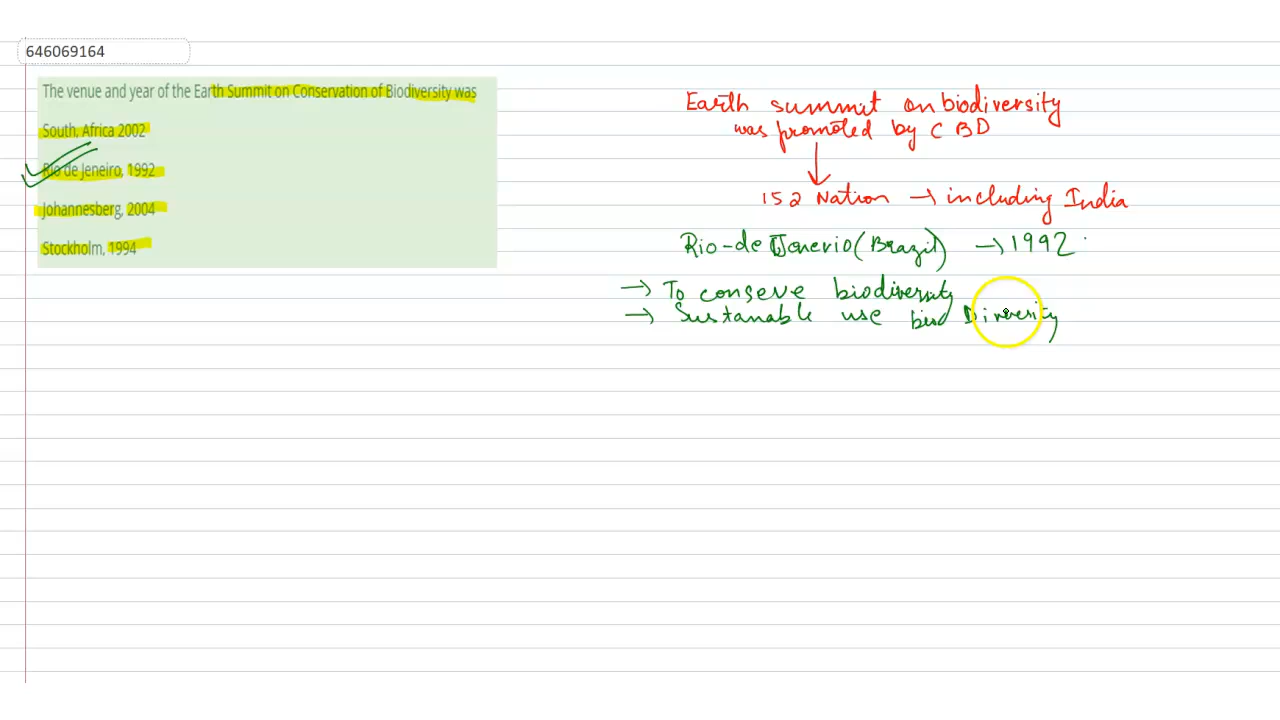 646069164
The venue and year of the Earth Summit on Conservation of Biodiversity was
South, Africa 2002
Rio de Jeneiro, 1992
Johannesberg, 2004
Stockholm, 1994
Earth summit on biodiversity
was promoted by CBD
152 Nation → including India
Rio-de Jonerio (Brazil) → 1992
→ To conseve biodiversity
→ Sustanable use bio Diversity